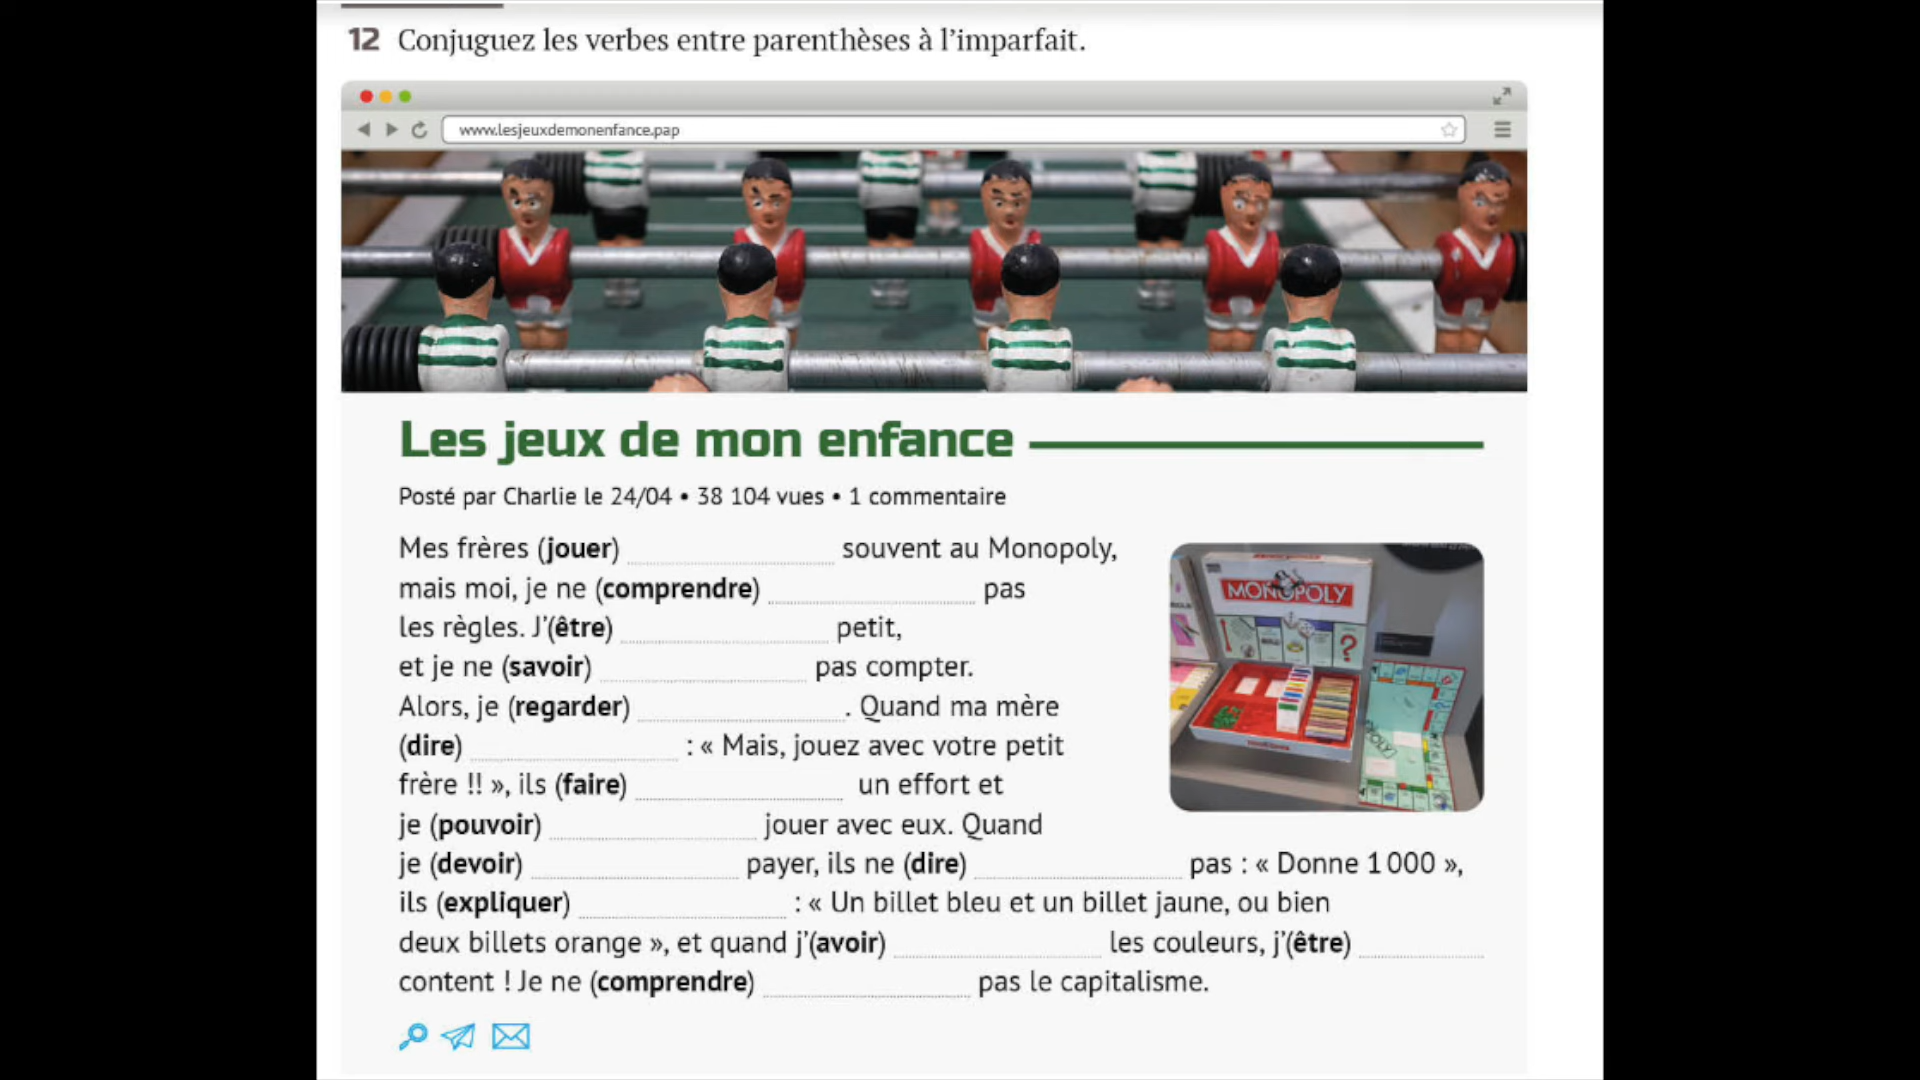 12 Conjuguez les verbes entre parenthèses à l'imparfait.
www.lesjeuxdemonenfance.pap
Les jeux de mon enfance
Posté par Charlie le 24/04 • 38 104 vues • 1 commentaire
Mes frères (jouer) souvent au Monopoly,
mais moi, je ne (comprendre) pas
les règles. J'(être) petit,
et je ne (savoir) pas compter.
Alors, je (regarder) . Quand ma mère
(dire) : « Mais, jouez avec votre petit
frère !! », ils (faire) un effort et
je (pouvoir) jouer avec eux. Quand
je (devoir) payer, ils ne (dire) pas : « Donne 1 000 »,
ils (expliquer) : « Un billet bleu et un billet jaune, ou bien
deux billets orange », et quand j'(avoir) les couleurs, j'(être)
content ! Je ne (comprendre) pas le capitalisme.
MONOPOLY